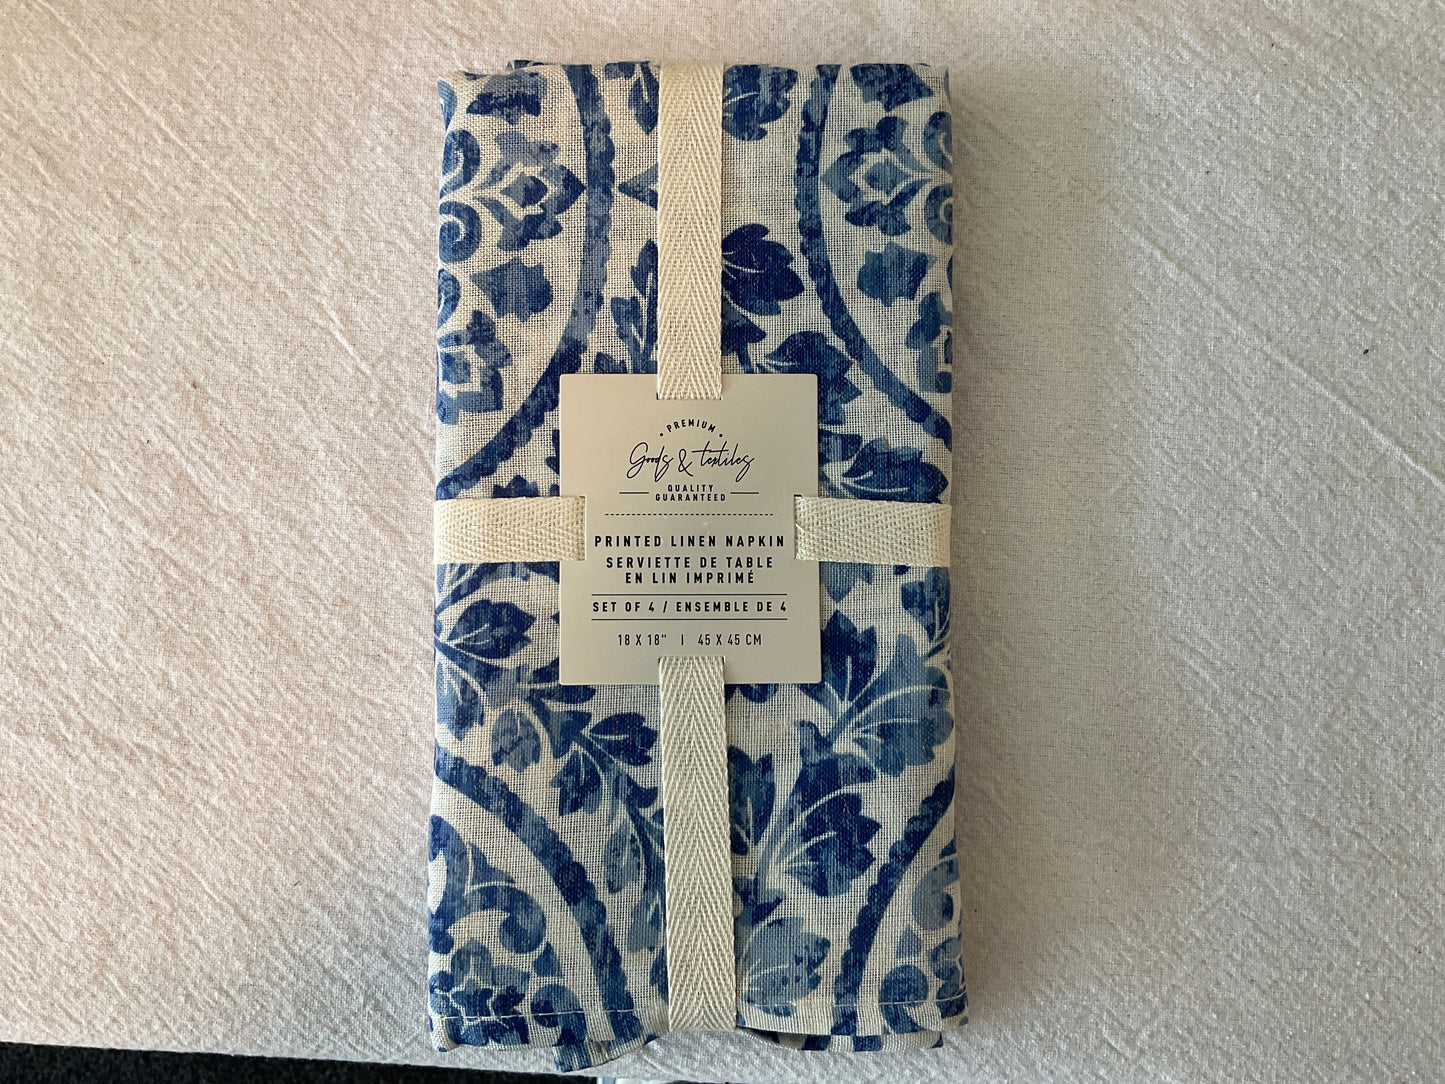 • PREMIUM •
Goods & textiles
QUALITY
GUARANTEED
PRINTED LINEN NAPKIN
SERVIETTE DE TABLE
EN LIN IMPRIMÉ
SET OF 4 / ENSEMBLE DE 4
18 X 18" | 45 X 45 CM